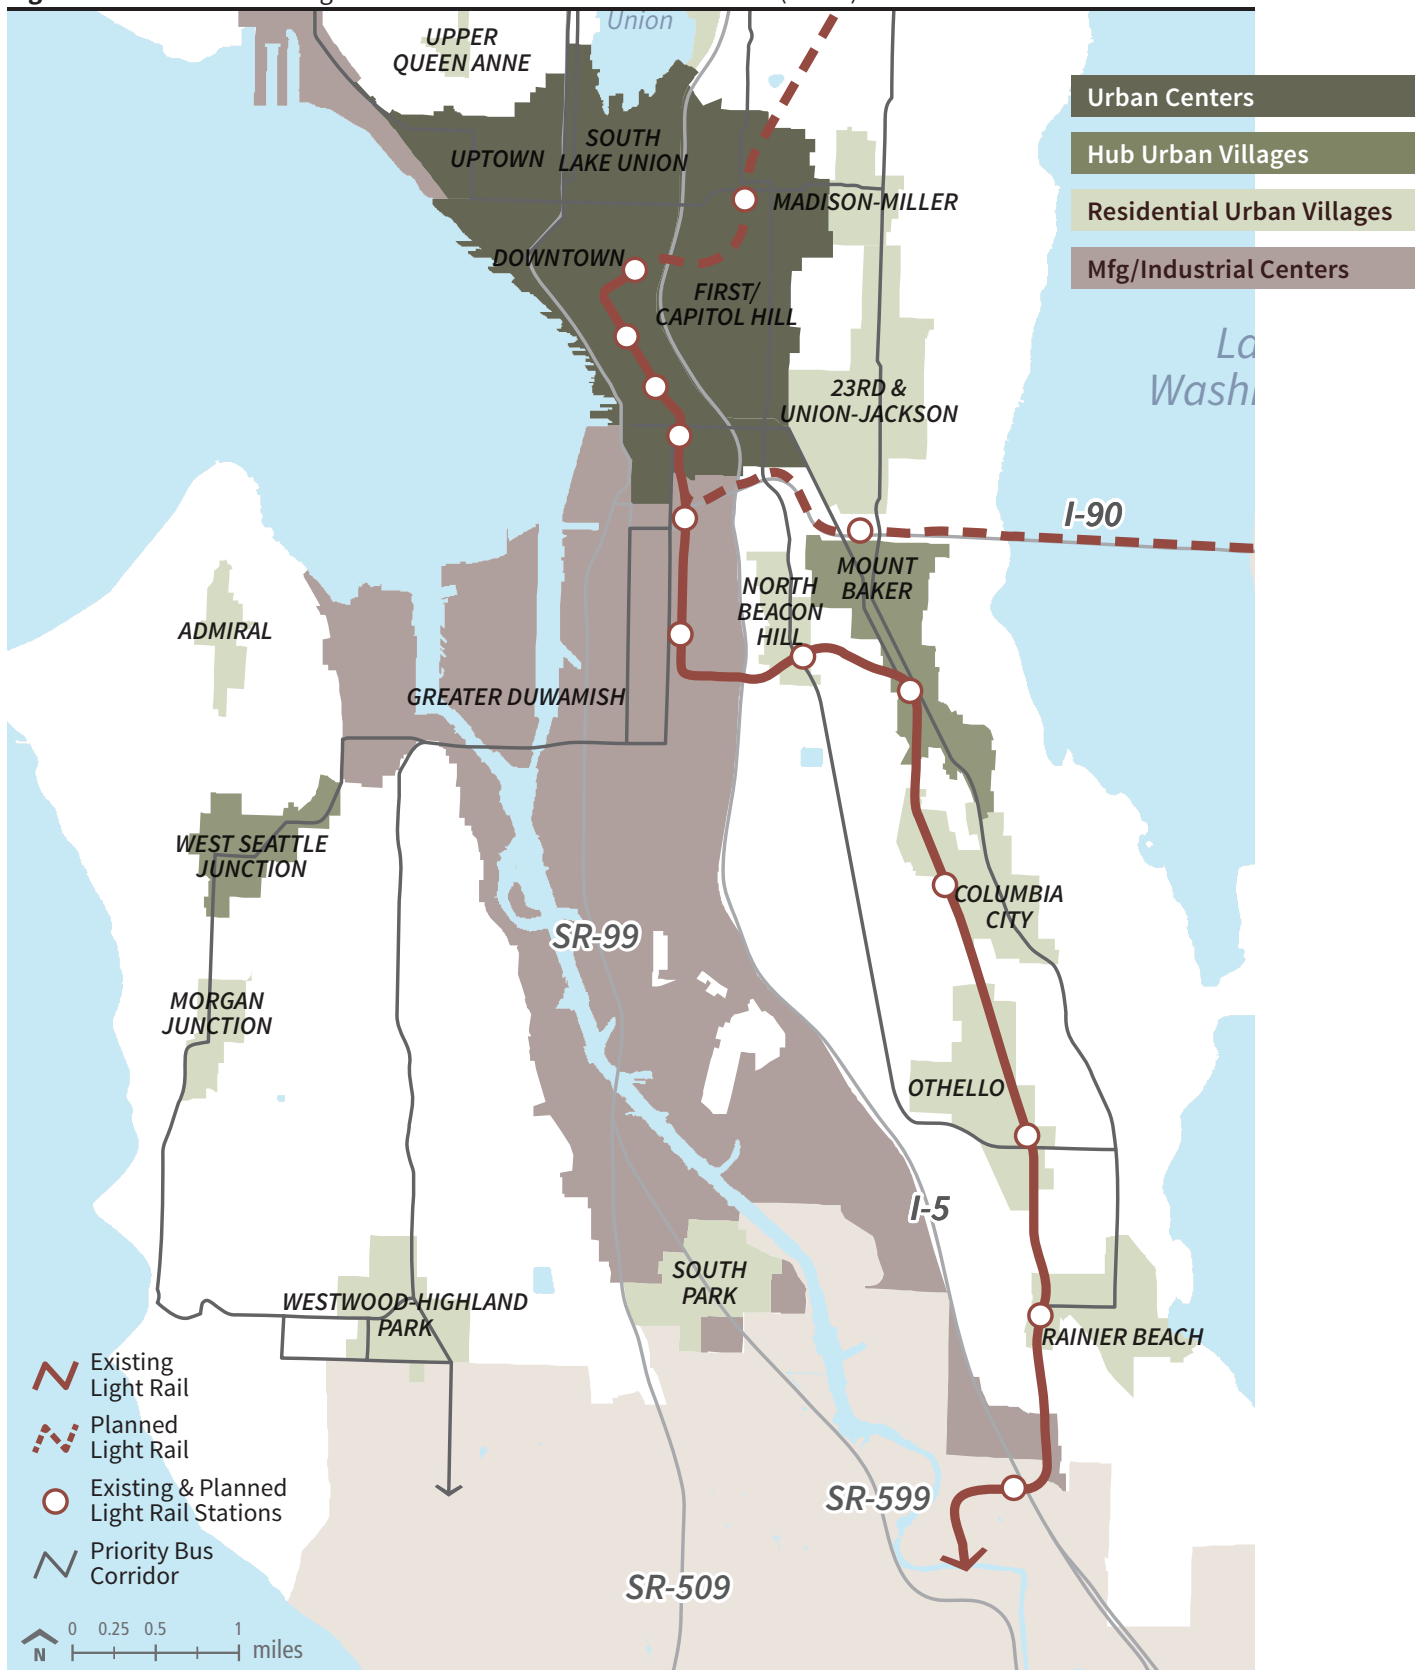 Union
UPPER
QUEEN ANNE
Urban Centers
Hub Urban Villages
Residential Urban Villages
Mfg/Industrial Centers
SOUTH
LAKE UNION
UPTOWN
MADISON-MILLER
DOWNTOWN
FIRST/
CAPITOL HILL
La
Washi
23RD &
UNION-JACKSON
I-90
MOUNT
BAKER
NORTH
BEACON
HILL
ADMIRAL
GREATER DUWAMISH
WEST SEATTLE
JUNCTION
COLUMBIA
CITY
SR-99
MORGAN
JUNCTION
OTHELLO
I-5
SOUTH
PARK
WESTWOOD-HIGHLAND
PARK
RAINIER BEACH
Existing
Light Rail
Planned
Light Rail
Existing & Planned
Light Rail Stations
Priority Bus
Corridor
SR-599
SR-509
0 0.25 0.5 1
miles
N